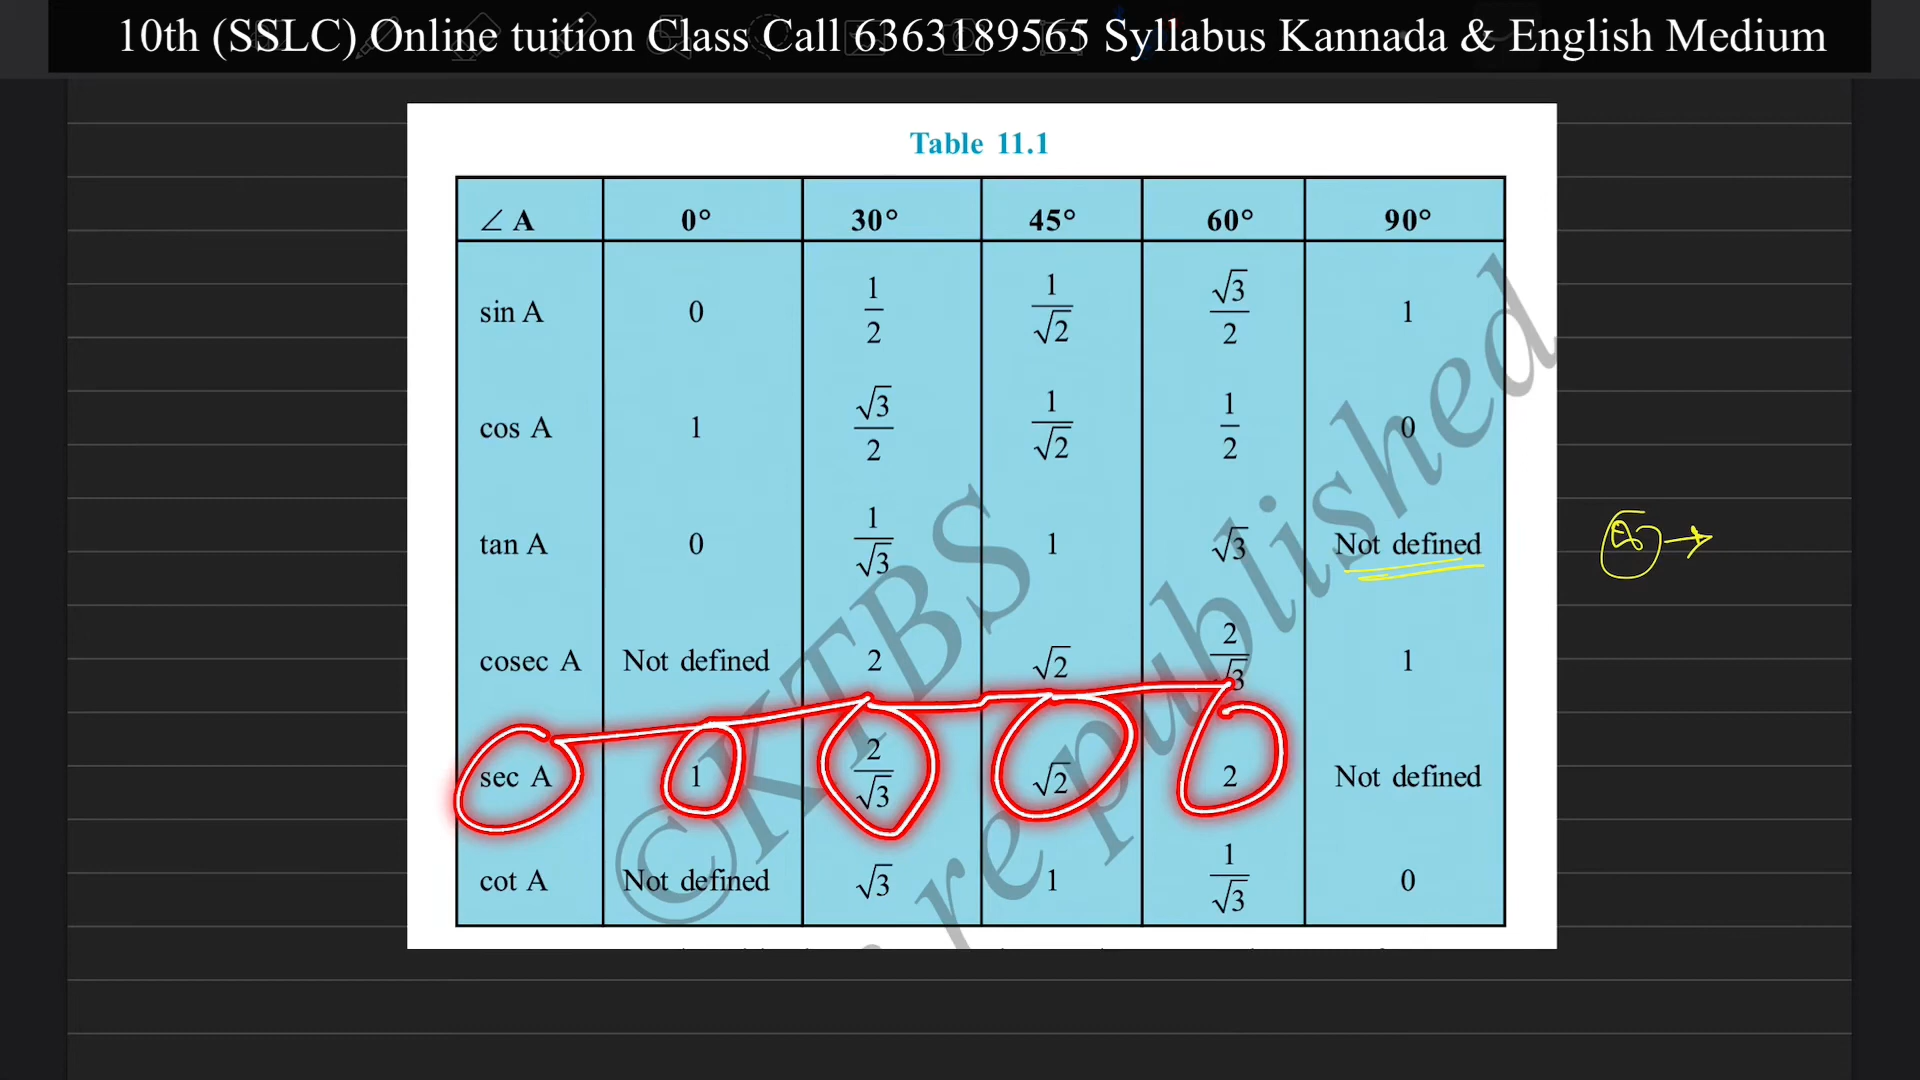 10th (SSLC) Online tuition Class Call 6363189565 Syllabus Kannada & English Medium
Table 11.1
∠ A 0° 30° 45° 60° 90°
sin A 0 1/2 1/√2 √3/2 1
cos A 1 √3/2 1/√2 1/2 0
tan A 0 1/√3 1 √3 Not defined
cosec A Not defined 2 √2 2/√3 1
sec A 1 2/√3 √2 2 Not defined
cot A Not defined √3 1 1/√3 0
©KTBS
re published